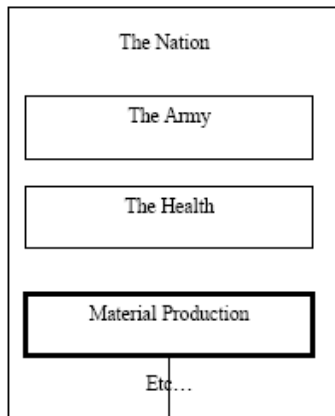 The Nation
The Army
The Health
Material Production
Etc…